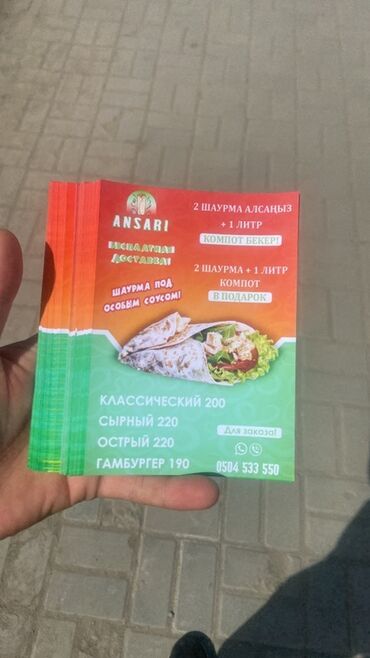 ANSARI
БЕСПЛАТНАЯ
ДОСТАВКА!
ШАУРМА ПОД
ОСОБЫМ СОУСОМ!
2 ШАУРМА АЛСАҢЫЗ
+ 1 ЛИТР
КОМПОТ БЕКЕР!
2 ШАУРМА + 1 ЛИТР
КОМПОТ
В ПОДАРОК
КЛАССИЧЕСКИЙ 200
СЫРНЫЙ 220
ОСТРЫЙ 220
ГАМБУРГЕР 190
Для заказа!
0504 533 550